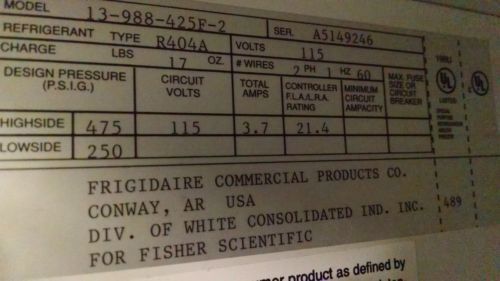 MODEL 13-988-425F-2 SER. A5149246
REFRIGERANT TYPE R404A VOLTS 115
CHARGE LBS 17 OZ. # WIRES 2 PH 1 HZ 60
DESIGN PRESSURE (P.S.I.G.) CIRCUIT VOLTS TOTAL AMPS CONTROLLER F.L.A./L.R.A. RATING MINIMUM CIRCUIT AMPACITY MAX. FUSE SIZE OR CIRCUIT BREAKER
UL LISTED UL
HIGHSIDE 475 115 3.7 21.4
LOWSIDE 250
FRIGIDAIRE COMMERCIAL PRODUCTS CO.
CONWAY, AR USA
DIV. OF WHITE CONSOLIDATED IND. INC. 489
FOR FISHER SCIENTIFIC
mer product as defined by